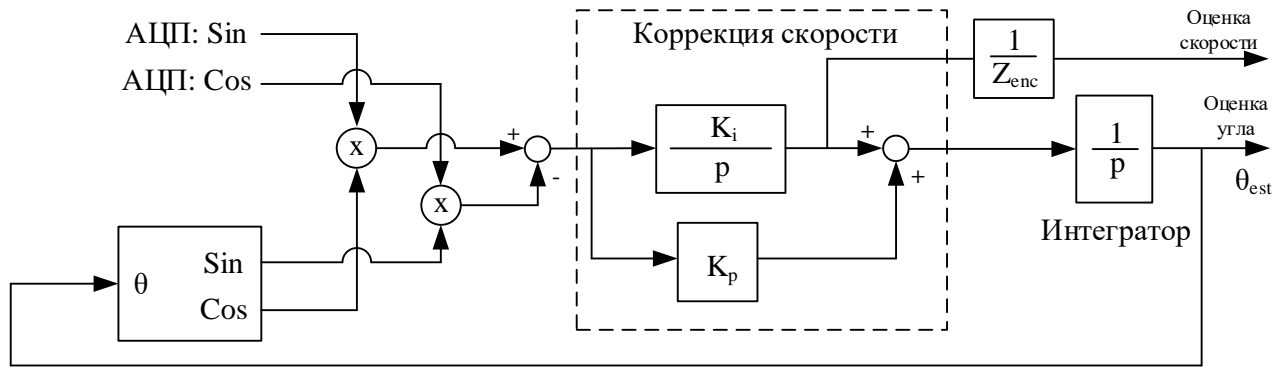 АЦП: Sin
АЦП: Cos
x
x
+
-
θ
Sin
Cos
Коррекция скорости
K_i
p
K_p
+
+
1
Z_enc
Оценка
скорости
1
p
Интегратор
Оценка
угла
θ_est